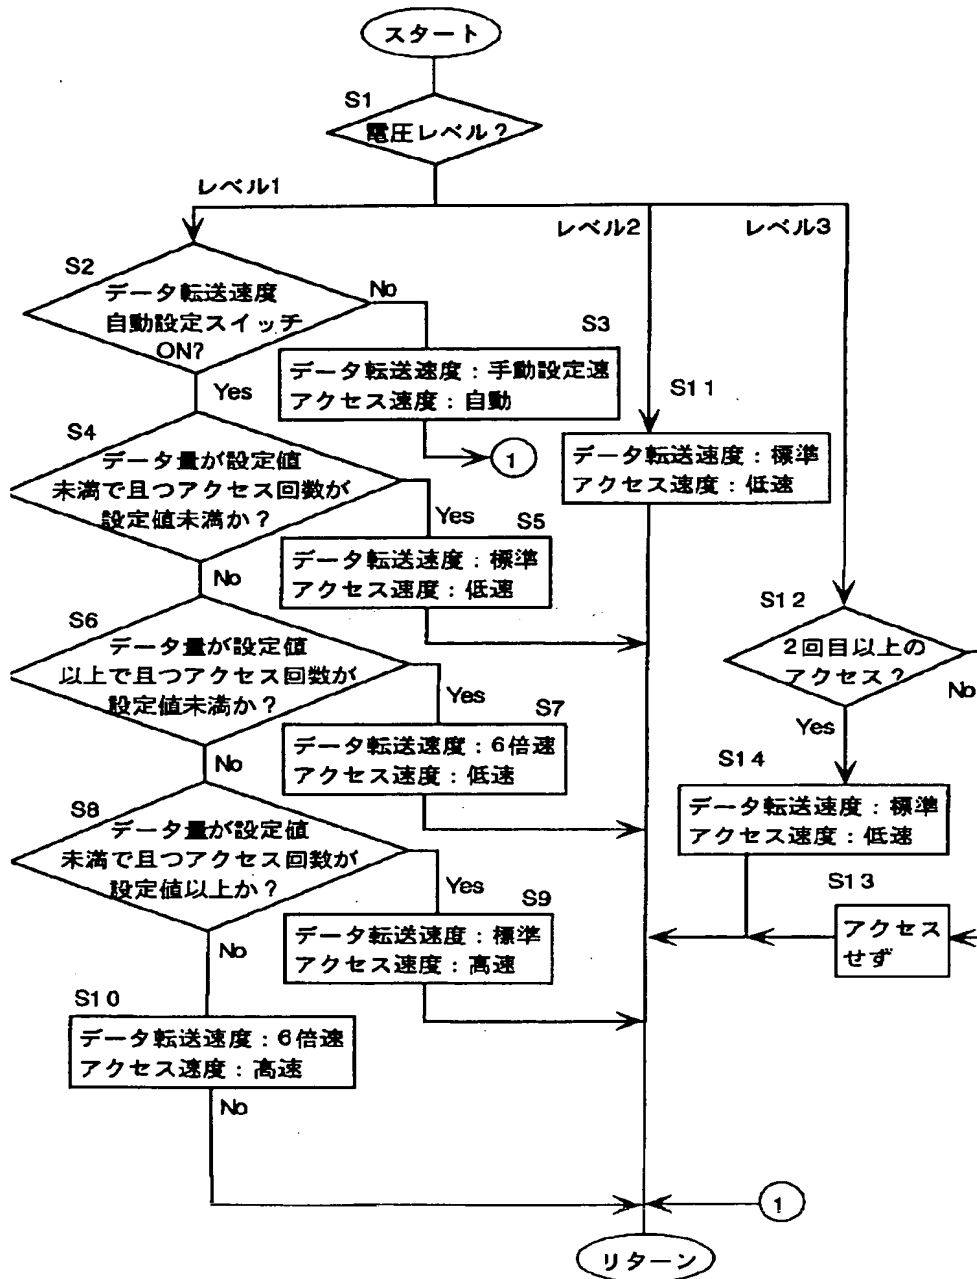 スタート
S1
電圧レベル？
レベル1
レベル2
レベル3
S2
データ転送速度
自動設定スイッチ
ON?
No
Yes
S3
データ転送速度：手動設定速
アクセス速度：自動
1
S11
データ転送速度：標準
アクセス速度：低速
S4
データ量が設定値
未満で且つアクセス回数が
設定値未満か？
Yes
No
S5
データ転送速度：標準
アクセス速度：低速
S6
データ量が設定値
以上で且つアクセス回数が
設定値未満か？
Yes
No
S7
データ転送速度：6倍速
アクセス速度：低速
S12
2回目以上の
アクセス？
No
Yes
S14
データ転送速度：標準
アクセス速度：低速
S8
データ量が設定値
未満で且つアクセス回数が
設定値以上か？
Yes
No
S9
データ転送速度：標準
アクセス速度：高速
S13
アクセス
せず
S10
データ転送速度：6倍速
アクセス速度：高速
No
1
リターン